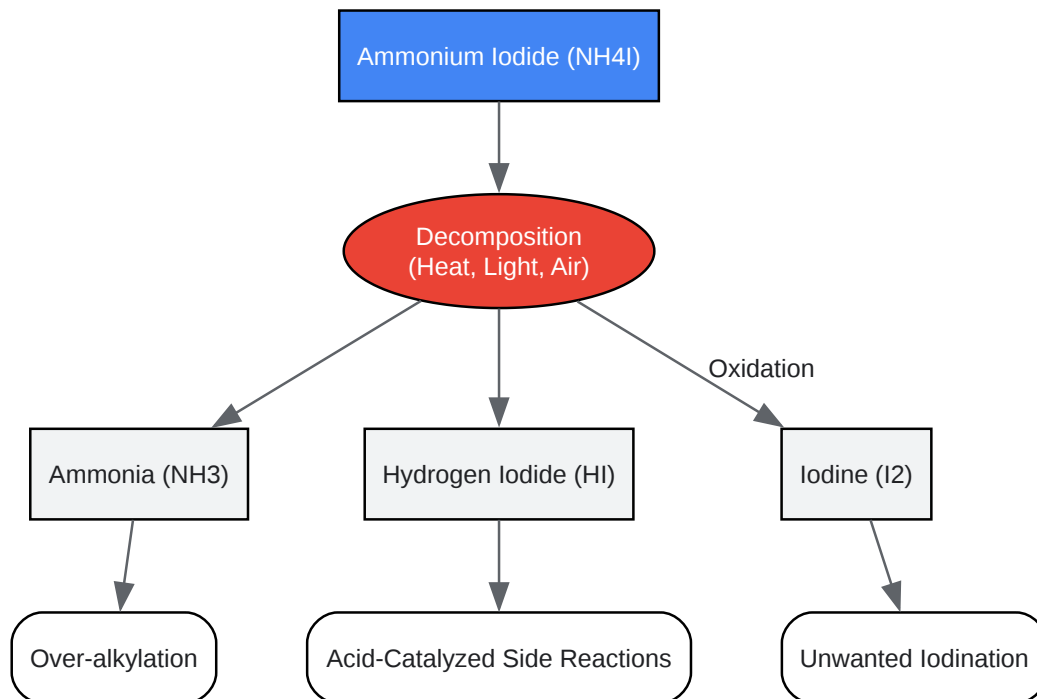 Ammonium Iodide (NH4I)
Decomposition
(Heat, Light, Air)
Oxidation
Ammonia (NH3)
Hydrogen Iodide (HI)
Iodine (I2)
Over-alkylation
Acid-Catalyzed Side Reactions
Unwanted Iodination